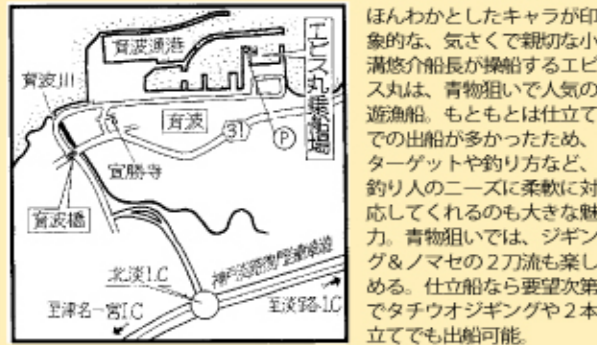 育波漁港
エビス丸乗船場
育波川
育波
31
P
宣勝寺
育波橋
北淡I.C
神戸淡路鳴門自動車道
至津名一宮I.C
至淡路I.C
ほんわかとしたキャラが印
象的な、気さくで親切な小
溝悠介船長が操船するエビ
ス丸は、青物狙いで人気の
遊漁船。もともとは仕立て
での出船が多かったため、
ターゲットや釣り方など、
釣り人のニーズに柔軟に対
応してくれるのも大きな魅
力。青物狙いでは、ジギン
グ＆ノマセの２刀流も楽し
める。仕立船なら要望次第
でタチウオジギングや２本
立てでも出船可能。